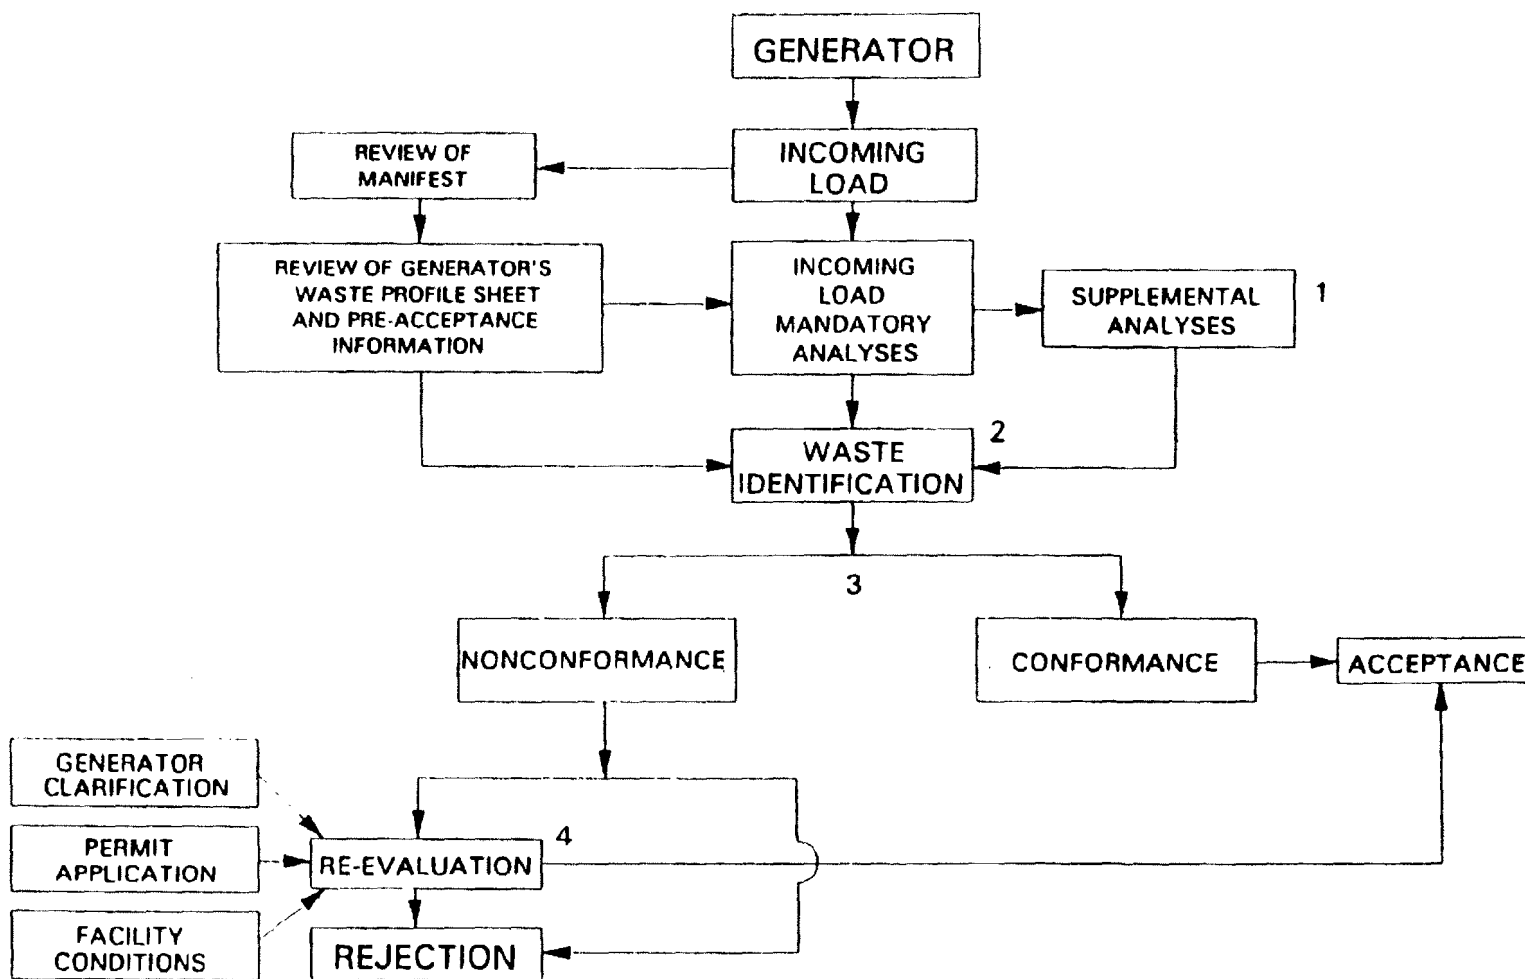 GENERATOR
REVIEW OF
MANIFEST
INCOMING
LOAD
REVIEW OF GENERATOR'S
WASTE PROFILE SHEET
AND PRE-ACCEPTANCE
INFORMATION
INCOMING
LOAD
MANDATORY
ANALYSES
SUPPLEMENTAL
ANALYSES
1
WASTE
IDENTIFICATION
2
3
NONCONFORMANCE
CONFORMANCE
ACCEPTANCE
GENERATOR
CLARIFICATION
PERMIT
APPLICATION
FACILITY
CONDITIONS
RE-EVALUATION
4
REJECTION